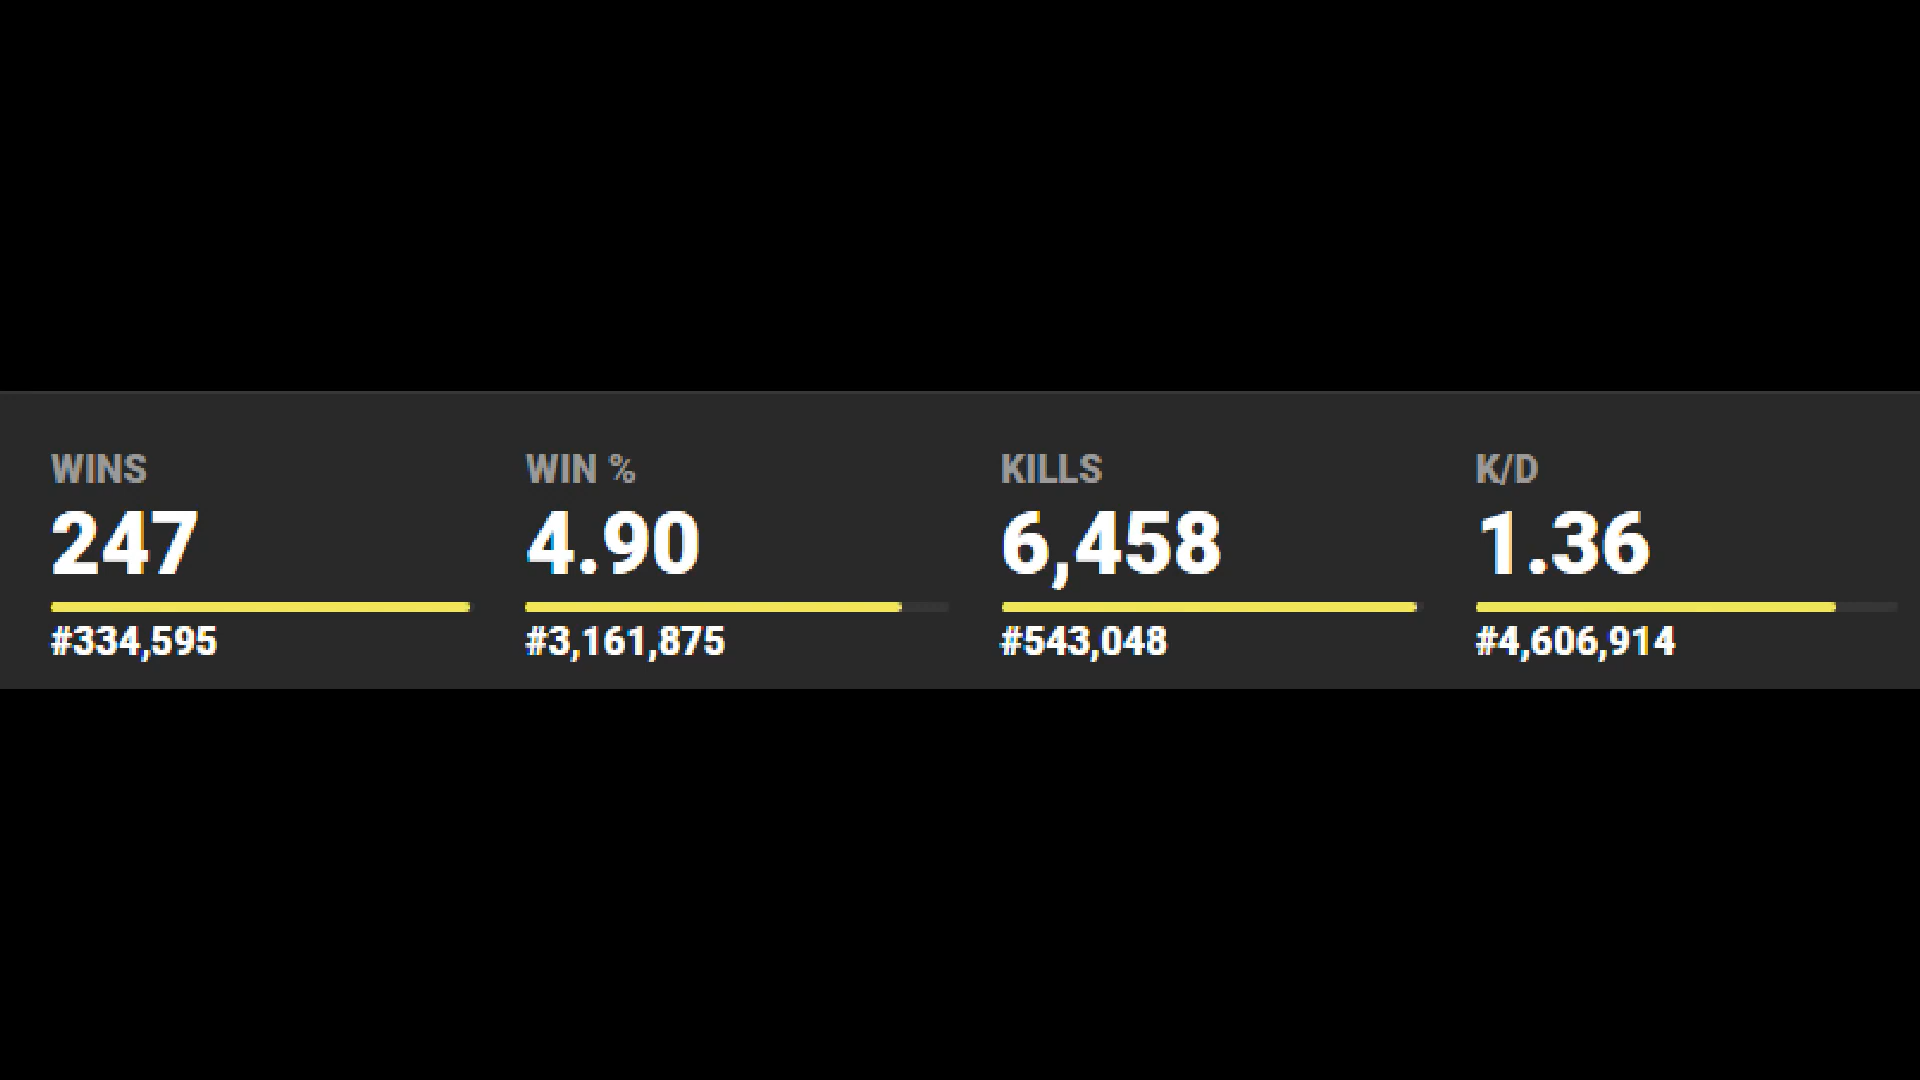 WINS
247
#334,595
WIN %
4.90
#3,161,875
KILLS
6,458
#543,048
K/D
1.36
#4,606,914